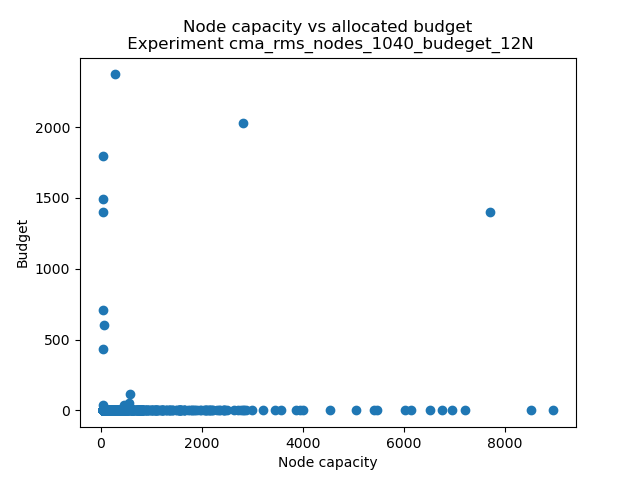 Node capacity vs allocated budget
Experiment cma_rms_nodes_1040_budeget_12N
Budget
2000
1500
1000
500
0
0 2000 4000 6000 8000
Node capacity